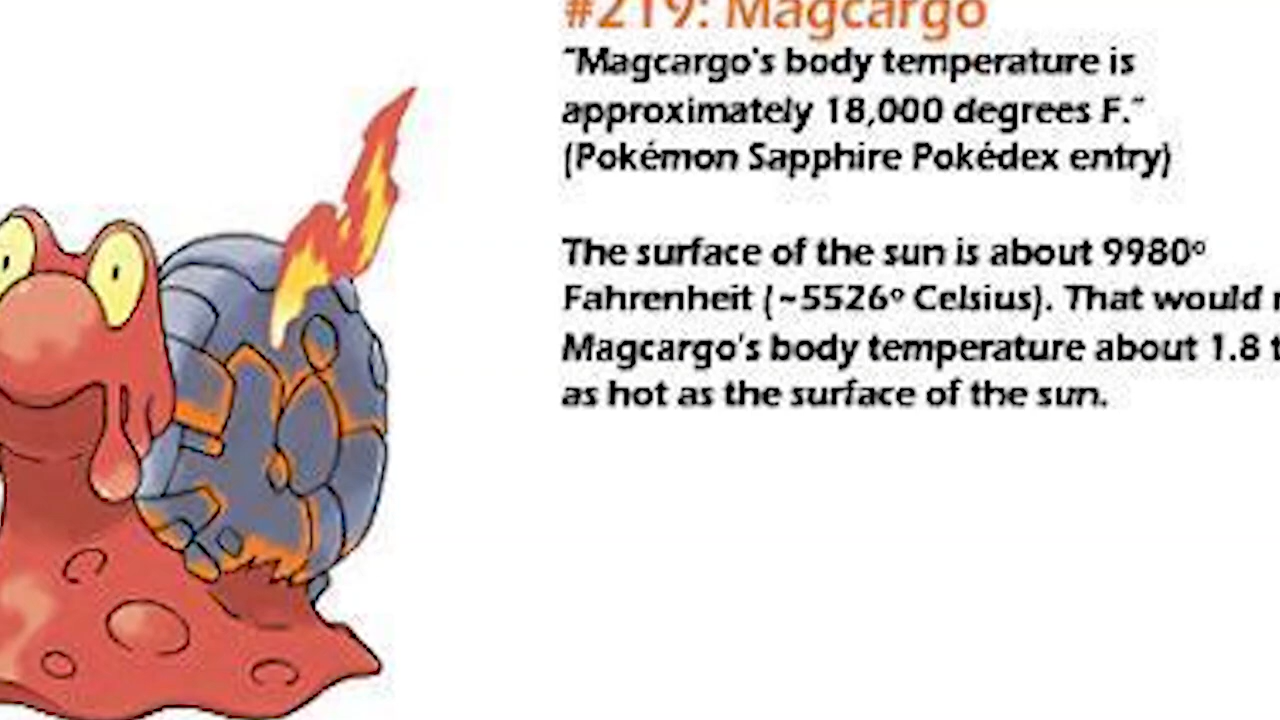 #219: Magcargo
"Magcargo's body temperature is
approximately 18,000 degrees F."
(Pokémon Sapphire Pokédex entry)
The surface of the sun is about 9980º
Fahrenheit (~5526º Celsius). That would
Magcargo's body temperature about 1.8
as hot as the surface of the sun.